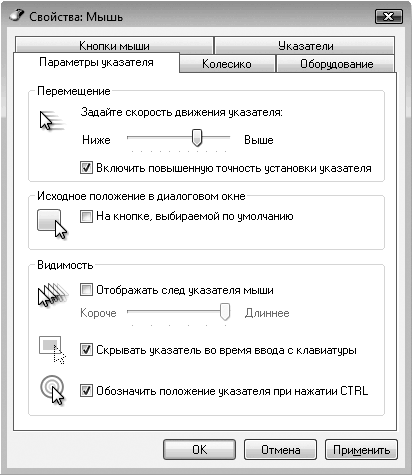 Свойства: Мышь
Кнопки мыши Указатели
Параметры указателя Колесико Оборудование
Перемещение
Задайте скорость движения указателя:
Ниже Выше
Включить повышенную точность установки указателя
Исходное положение в диалоговом окне
На кнопке, выбираемой по умолчанию
Видимость
Отображать след указателя мыши
Короче Длиннее
Скрывать указатель во время ввода с клавиатуры
Обозначить положение указателя при нажатии CTRL
OK Отмена Применить